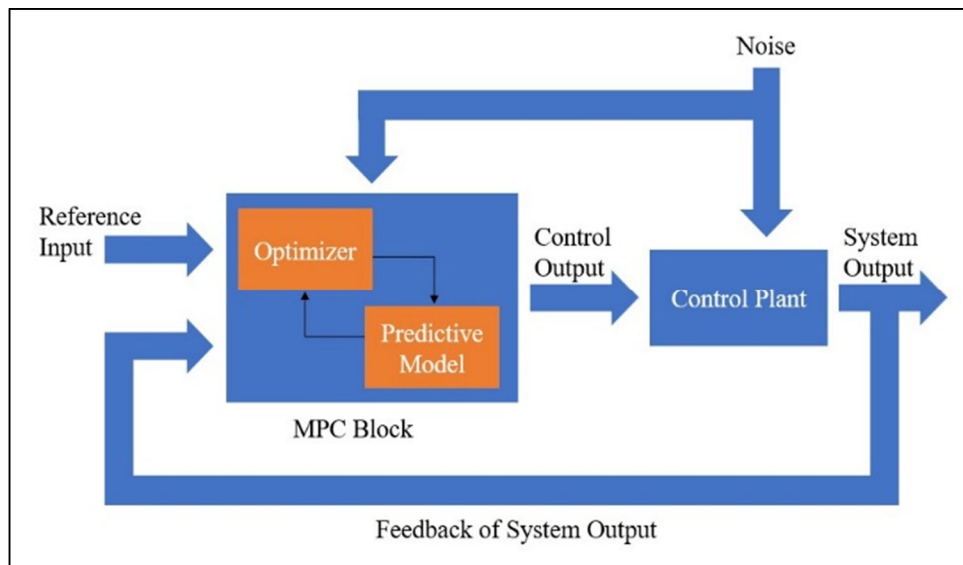 Noise
Reference
Input
Optimizer
Predictive
Model
MPC Block
Control
Output
Control Plant
System
Output
Feedback of System Output